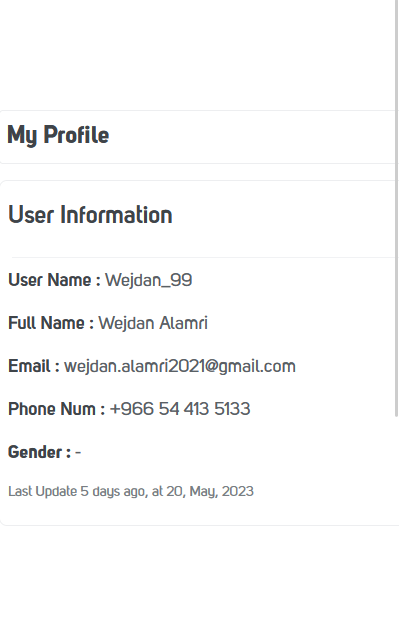 My Profile
User Information
User Name : Wejdan_99
Full Name : Wejdan Alamri
Email : wejdan.alamri2021@gmail.com
Phone Num : +966 54 413 5133
Gender : -
Last Update 5 days ago, at 20, May, 2023